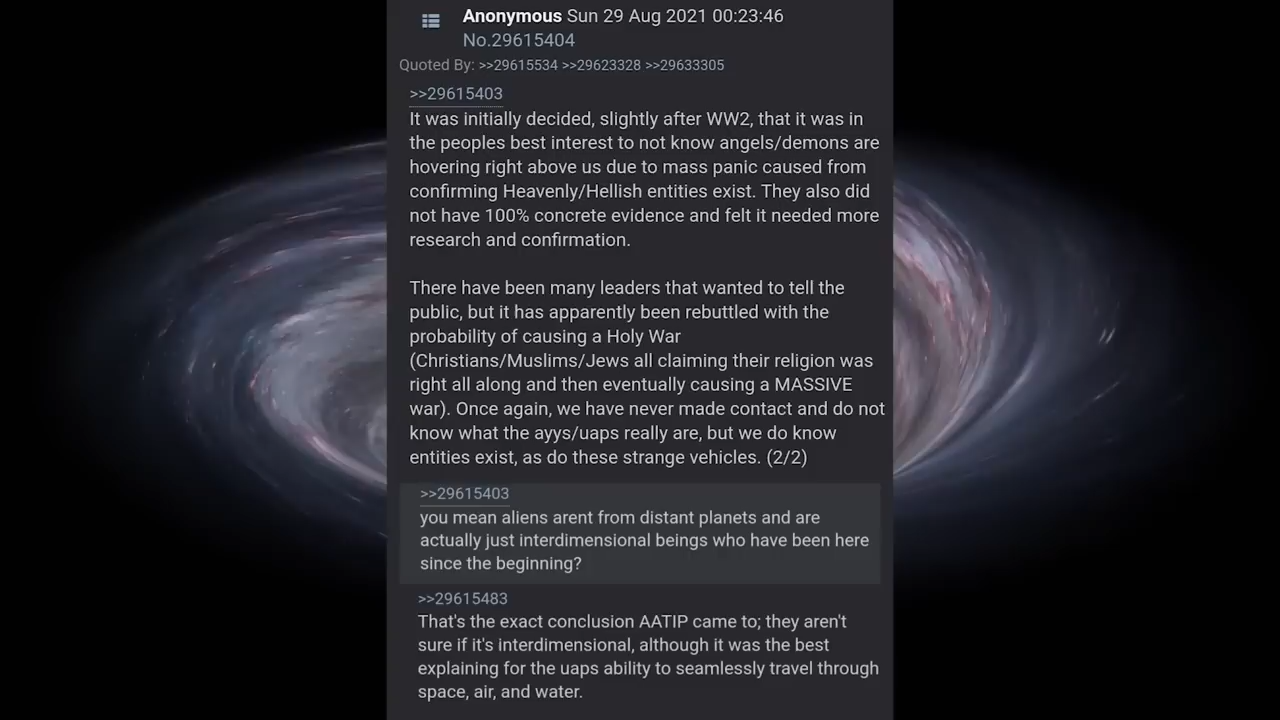 Anonymous Sun 29 Aug 2021 00:23:46
No.29615404
Quoted By: >>29615534 >>29623328 >>29633305
>>29615403
It was initially decided, slightly after WW2, that it was in
the peoples best interest to not know angels/demons are
hovering right above us due to mass panic caused from
confirming Heavenly/Hellish entities exist. They also did
not have 100% concrete evidence and felt it needed more
research and confirmation.
There have been many leaders that wanted to tell the
public, but it has apparently been rebuttled with the
probability of causing a Holy War
(Christians/Muslims/Jews all claiming their religion was
right all along and then eventually causing a MASSIVE
war). Once again, we have never made contact and do not
know what the ayys/uaps really are, but we do know
entities exist, as do these strange vehicles. (2/2)
>>29615403
you mean aliens arent from distant planets and are
actually just interdimensional beings who have been here
since the beginning?
>>29615483
That's the exact conclusion AATIP came to; they aren't
sure if it's interdimensional, although it was the best
explaining for the uaps ability to seamlessly travel through
space, air, and water.